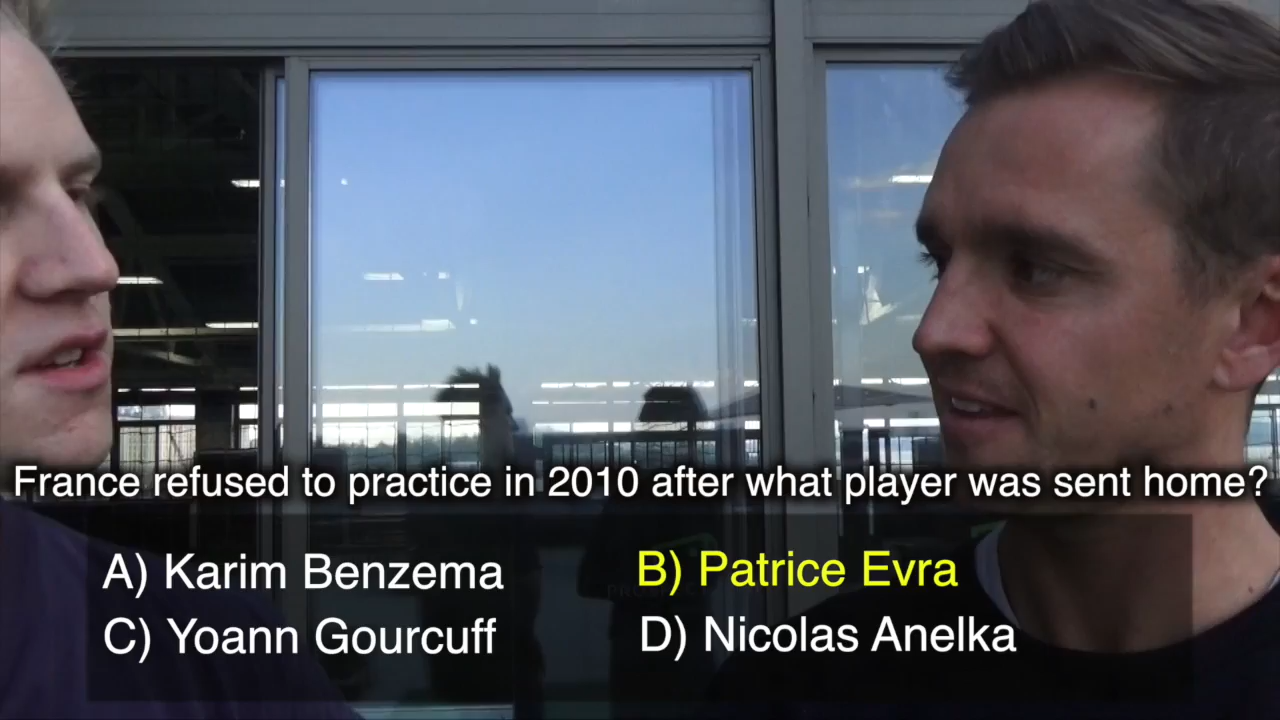 France refused to practice in 2010 after what player was sent home?
A) Karim Benzema
B) Patrice Evra
C) Yoann Gourcuff
D) Nicolas Anelka